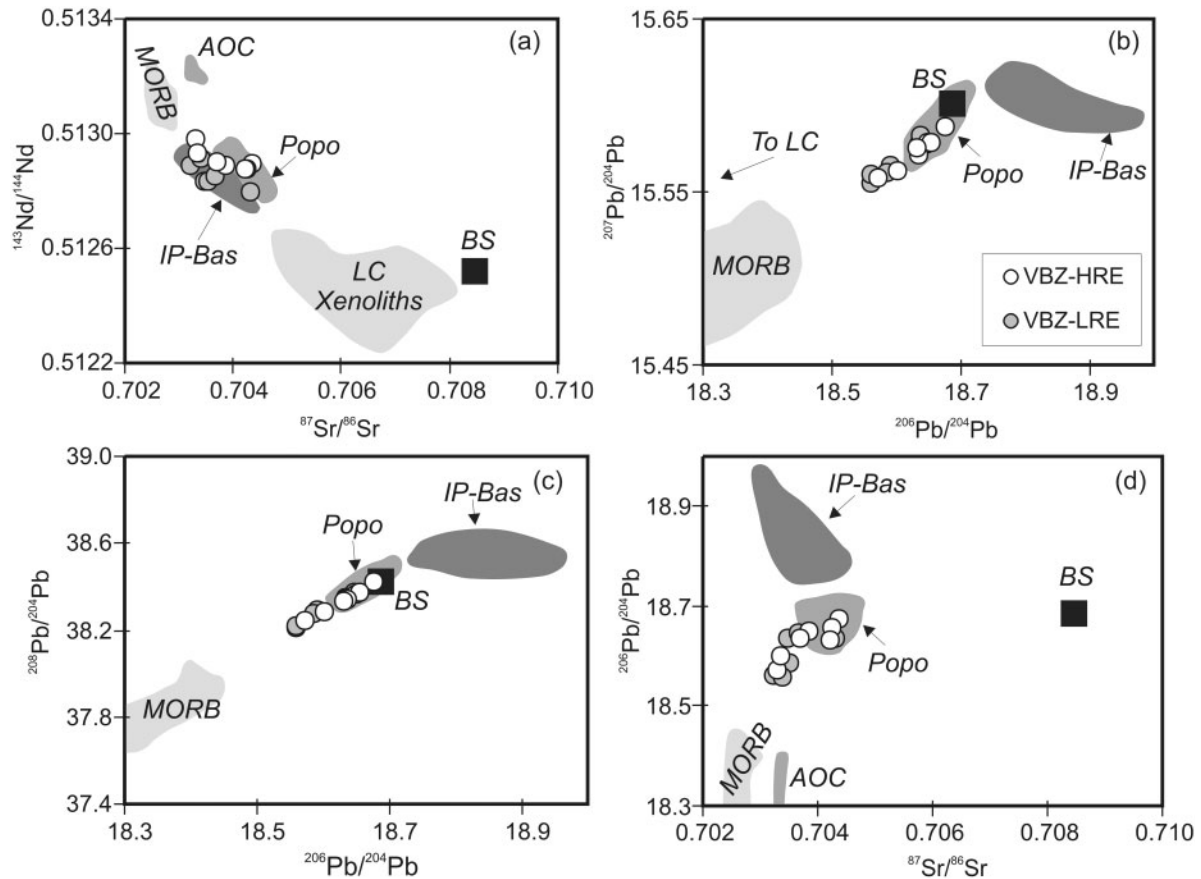 0.5134
(a)
AOC
MORB
0.5130
Popo
¹⁴³Nd/¹⁴⁴Nd
IP-Bas
0.5126
BS
LC
Xenoliths
0.5122
0.702
0.704
0.706
0.708
0.710
⁸⁷Sr/⁸⁶Sr
15.65
(b)
BS
To LC
Popo
IP-Bas
15.55
²⁰⁷Pb/²⁰⁴Pb
MORB
VBZ-HRE
VBZ-LRE
15.45
18.3
18.5
18.7
18.9
²⁰⁶Pb/²⁰⁴Pb
39.0
(c)
IP-Bas
Popo
38.6
BS
38.2
²⁰⁸Pb/²⁰⁴Pb
MORB
37.8
37.4
18.3
18.5
18.7
18.9
²⁰⁶Pb/²⁰⁴Pb
(d)
IP-Bas
18.9
BS
18.7
Popo
²⁰⁶Pb/²⁰⁴Pb
18.5
MORB
AOC
18.3
0.702
0.704
0.706
0.708
0.710
⁸⁷Sr/⁸⁶Sr